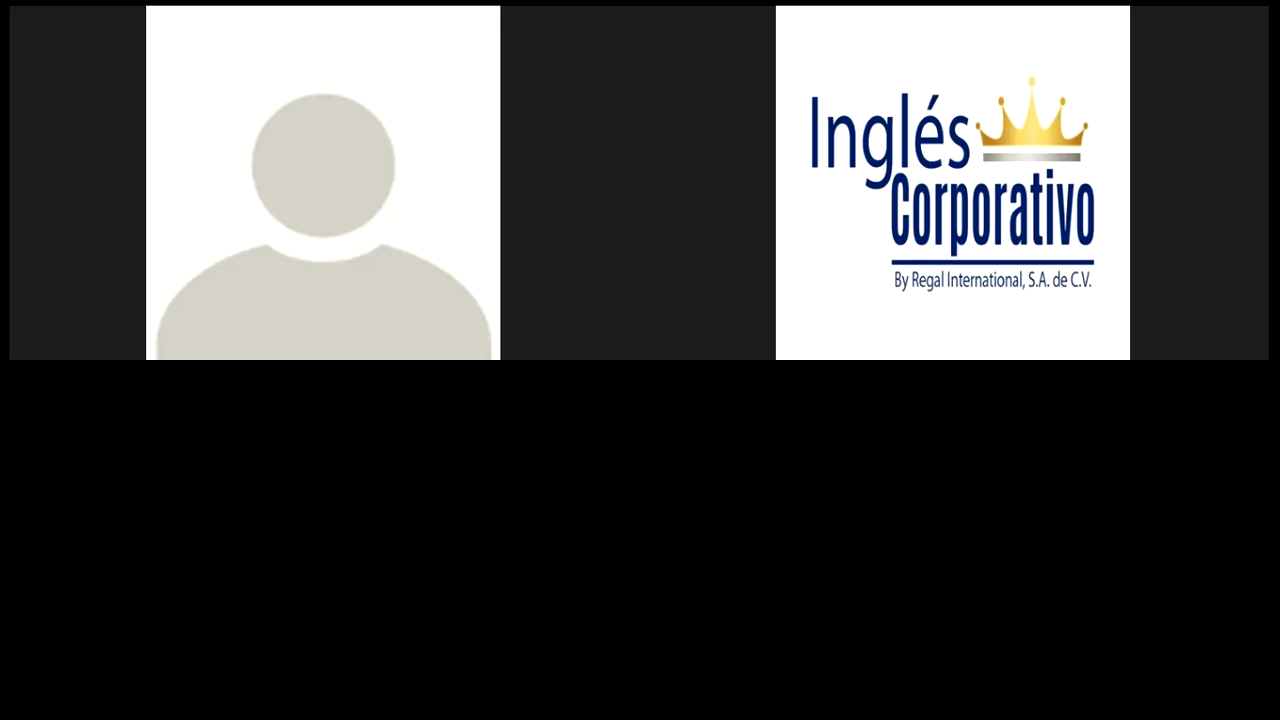 Inglés
Corporativo
By Regal International, S.A. de C.V.